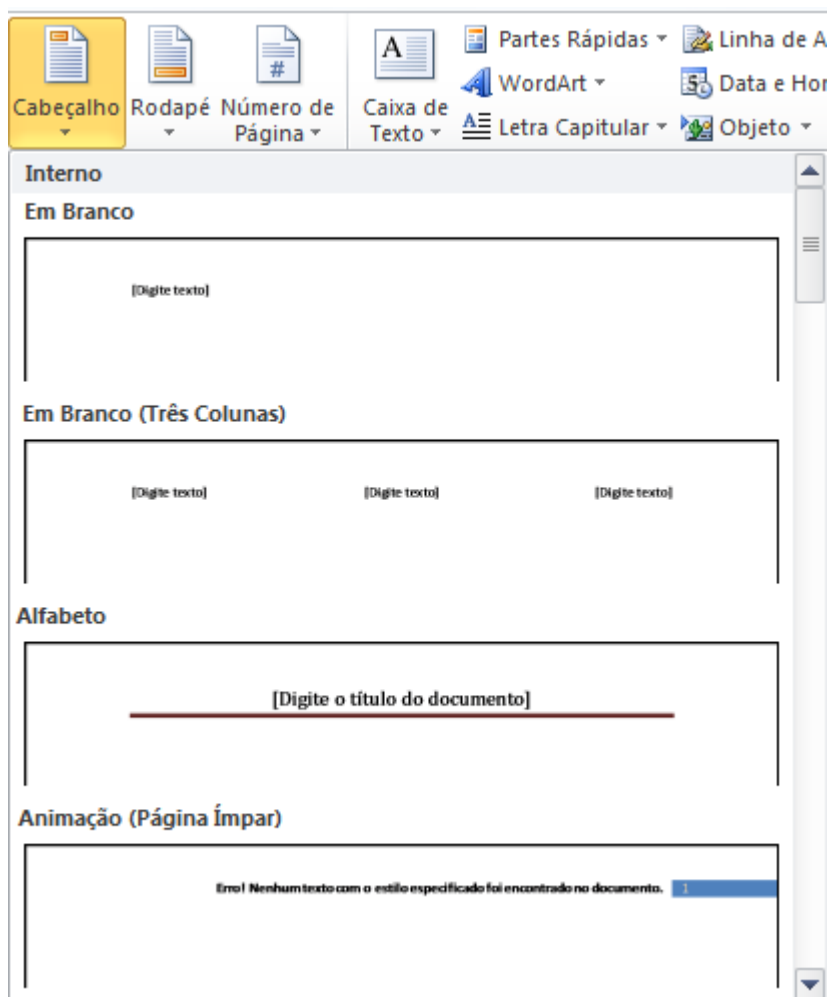 Cabeçalho
Rodapé
Número de
Página
A
Caixa de
Texto
Partes Rápidas
WordArt
Letra Capitular
Linha de A
Data e Hor
Objeto
Interno
Em Branco
[Digite texto]
Em Branco (Três Colunas)
[Digite texto] [Digite texto] [Digite texto]
Alfabeto
[Digite o título do documento]
Animação (Página Ímpar)
Erro! Nenhum texto com o estilo especificado foi encontrado no documento. 1